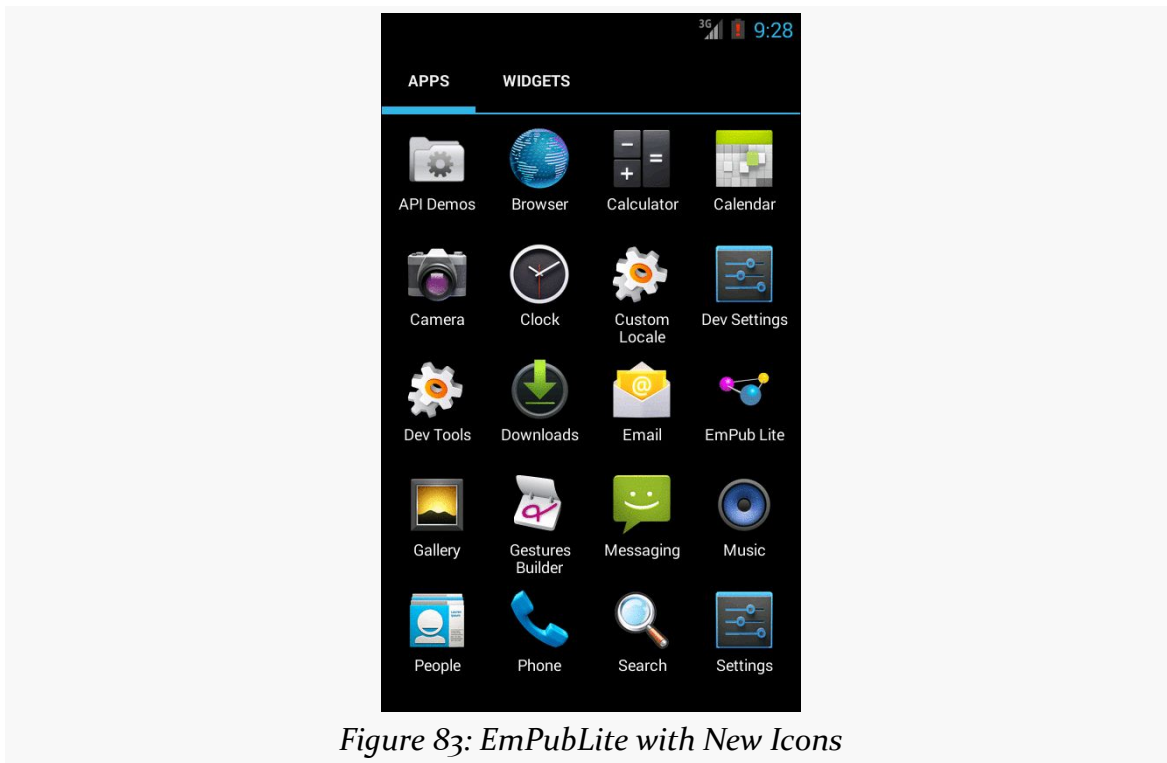 3G 9:28
APPS WIDGETS
API Demos Browser Calculator Calendar
Camera Clock Custom Locale Dev Settings
Dev Tools Downloads Email EmPub Lite
Gallery Gestures Builder Messaging Music
People Phone Search Settings
Figure 83: EmPubLite with New Icons